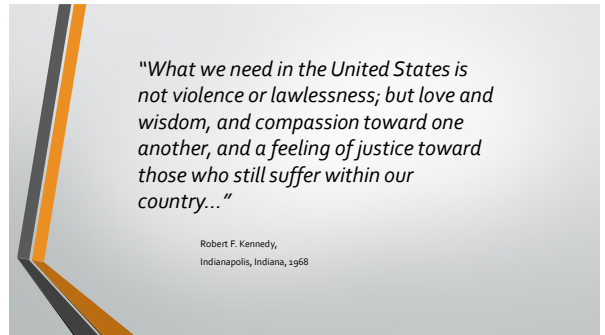 “What we need in the United States is
not violence or lawlessness; but love and
wisdom, and compassion toward one
another, and a feeling of justice toward
those who still suffer within our
country…”
Robert F. Kennedy,
Indianapolis, Indiana, 1968